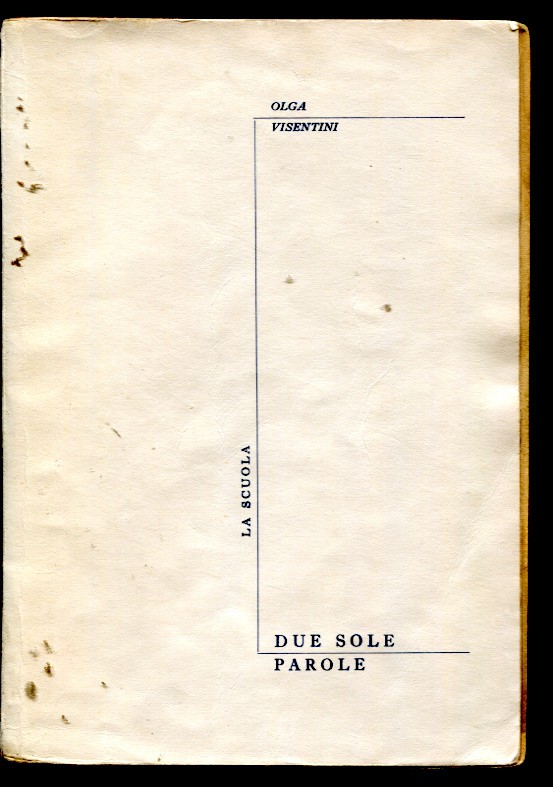 OLGA
VISENTINI
LA SCUOLA
DUE SOLE
PAROLE